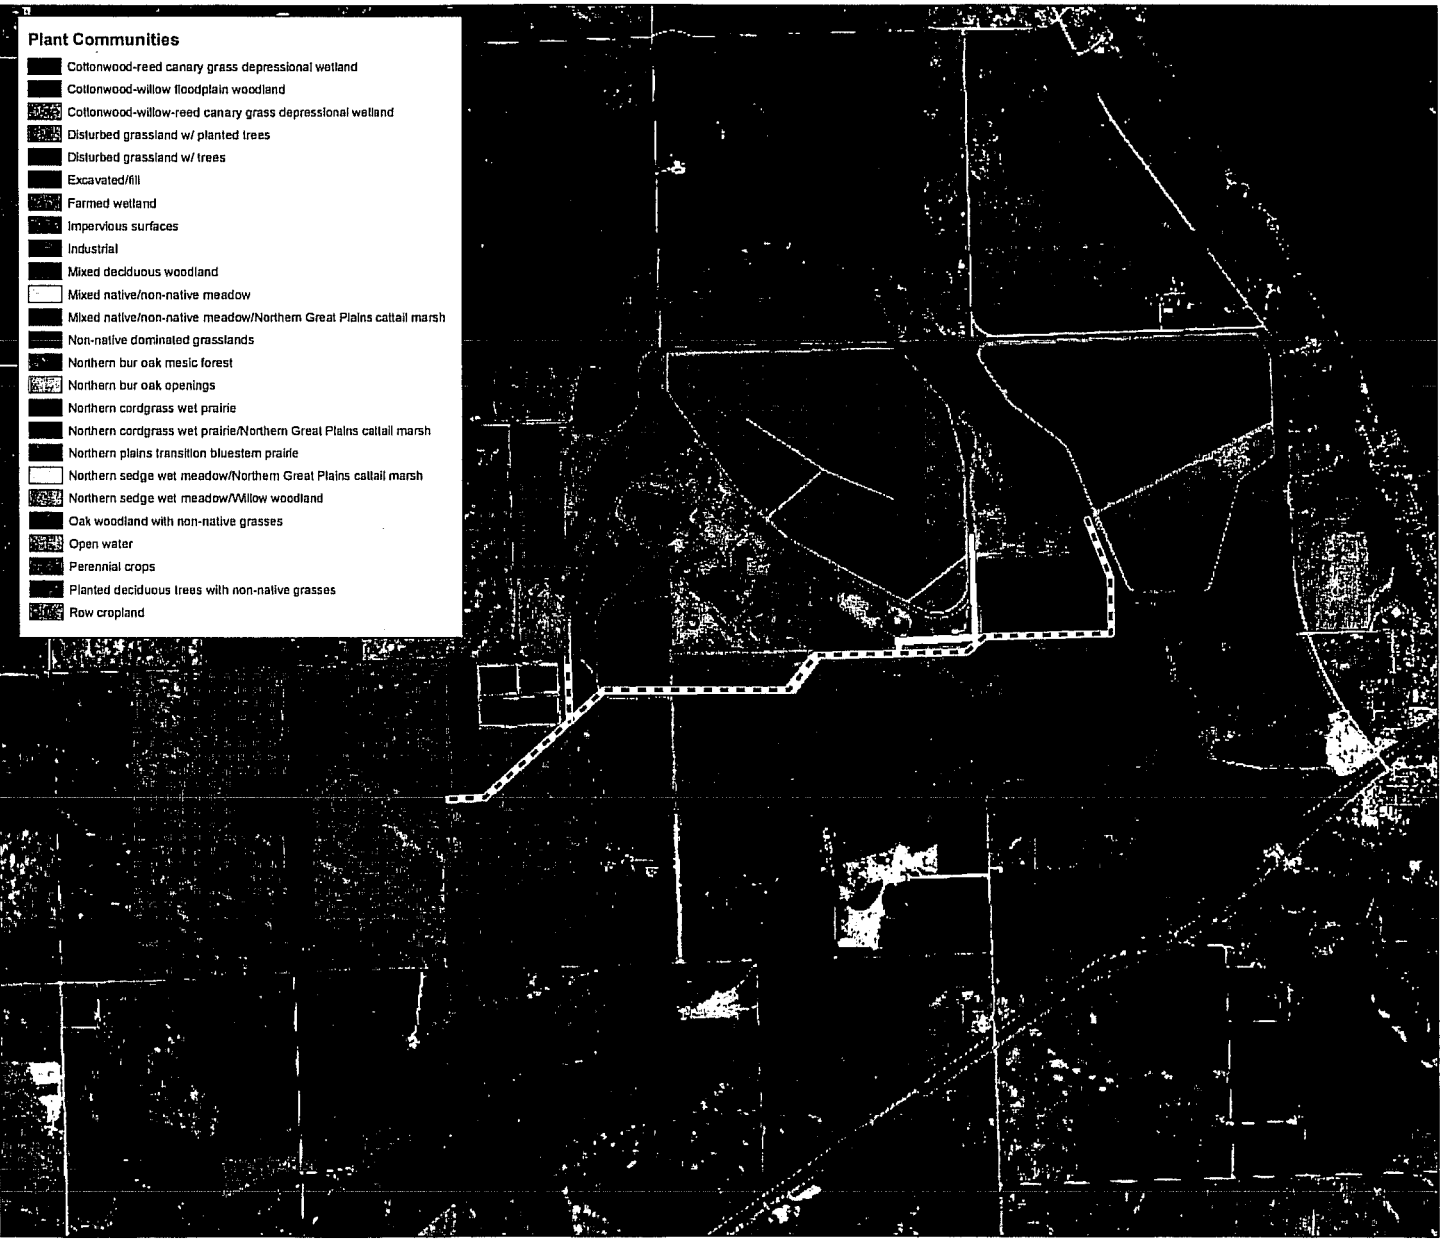 Plant Communities
Cottonwood-reed canary grass depressional wetland
Cottonwood-willow floodplain woodland
Cottonwood-willow-reed canary grass depressional wetland
Disturbed grassland w/ planted trees
Disturbed grassland w/ trees
Excavated/fill
Farmed wetland
Impervious surfaces
Industrial
Mixed deciduous woodland
Mixed native/non-native meadow
Mixed native/non-native meadow/Northern Great Plains cattail marsh
Non-native dominated grasslands
Northern bur oak mesic forest
Northern bur oak openings
Northern cordgrass wet prairie
Northern cordgrass wet prairie/Northern Great Plains cattail marsh
Northern plains transition bluestem prairie
Northern sedge wet meadow/Northern Great Plains cattail marsh
Northern sedge wet meadow/Willow woodland
Oak woodland with non-native grasses
Open water
Perennial crops
Planted deciduous trees with non-native grasses
Row cropland